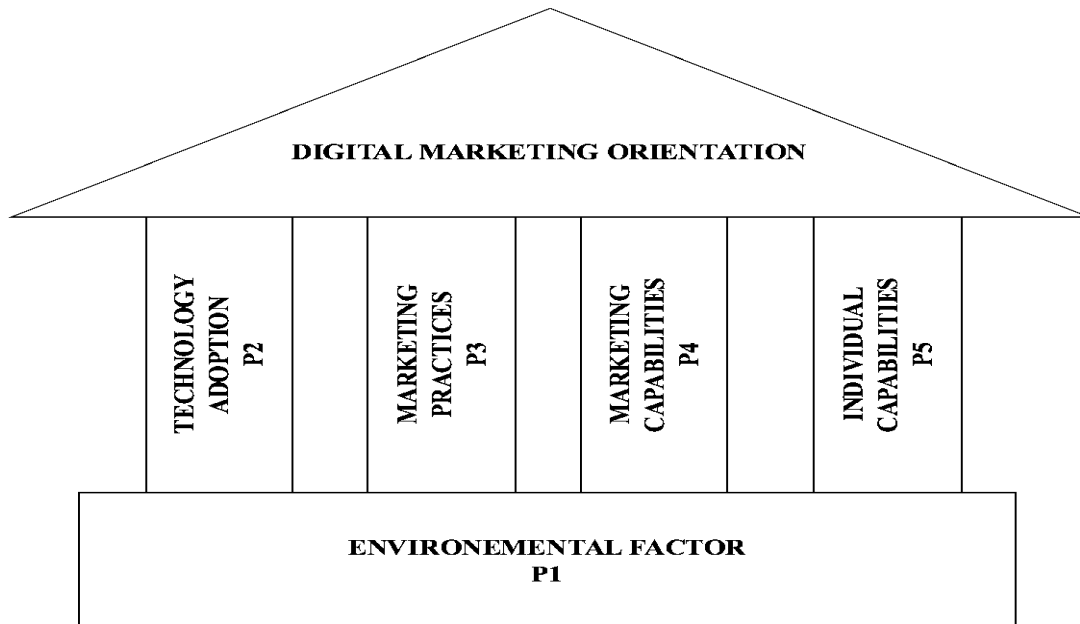 DIGITAL MARKETING ORIENTATION
TECHNOLOGY
ADOPTION
P2
MARKETING
PRACTICES
P3
MARKETING
CAPABILITIES
P4
INDIVIDUAL
CAPABILITIES
P5
ENVIRONEMENTAL FACTOR
P1